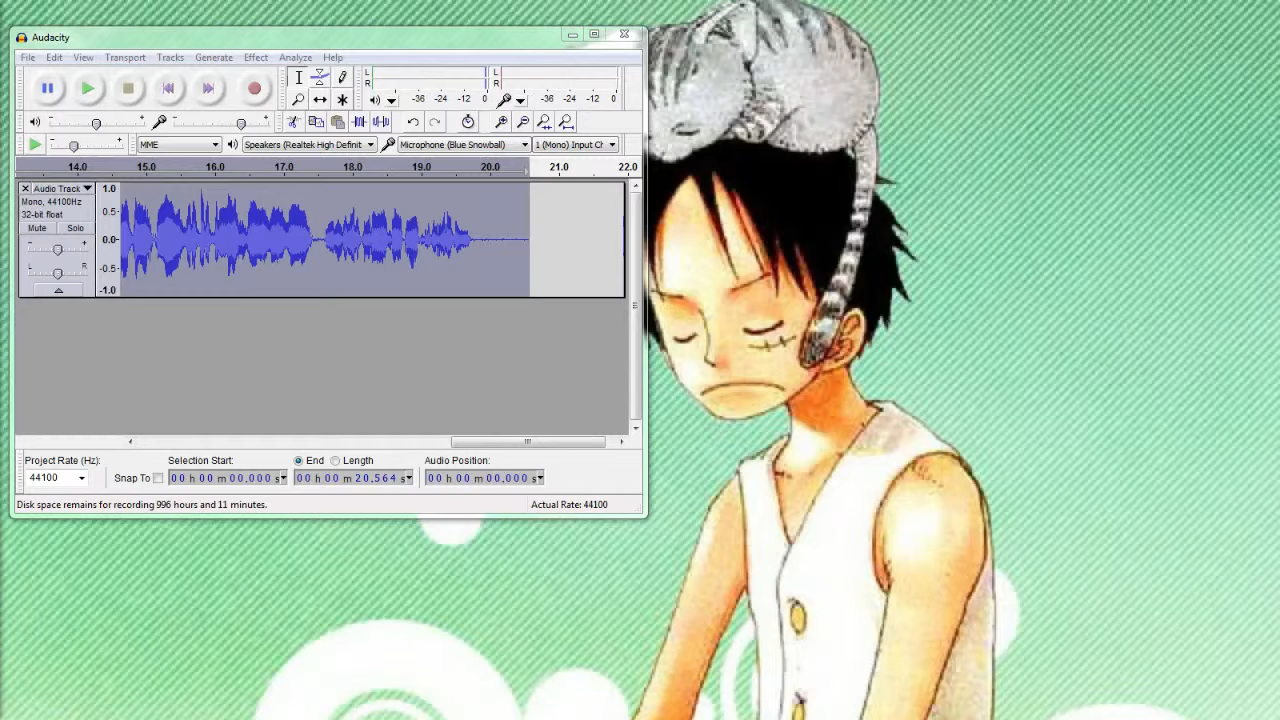 Audacity
File Edit View Transport Tracks Generate Effect Analyze Help
L
R
L
R
-36 -24 -12 0
-36 -24 -12 0
- +
- +
- +
MME
Speakers (Realtek High Definit
Microphone (Blue Snowball)
1 (Mono) Input Ch
14.0 15.0 16.0 17.0 18.0 19.0 20.0 21.0 22.0
Audio Track
Mono, 44100Hz
32-bit float
Mute Solo
- +
L R
1.0
0.5
0.0
-0.5
-1.0
Project Rate (Hz): Selection Start: End Length Audio Position:
44100 Snap To 00 h 00 m 00.000 s 00 h 00 m 20.564 s 00 h 00 m 00.000 s
Disk space remains for recording 996 hours and 11 minutes. Actual Rate: 44100